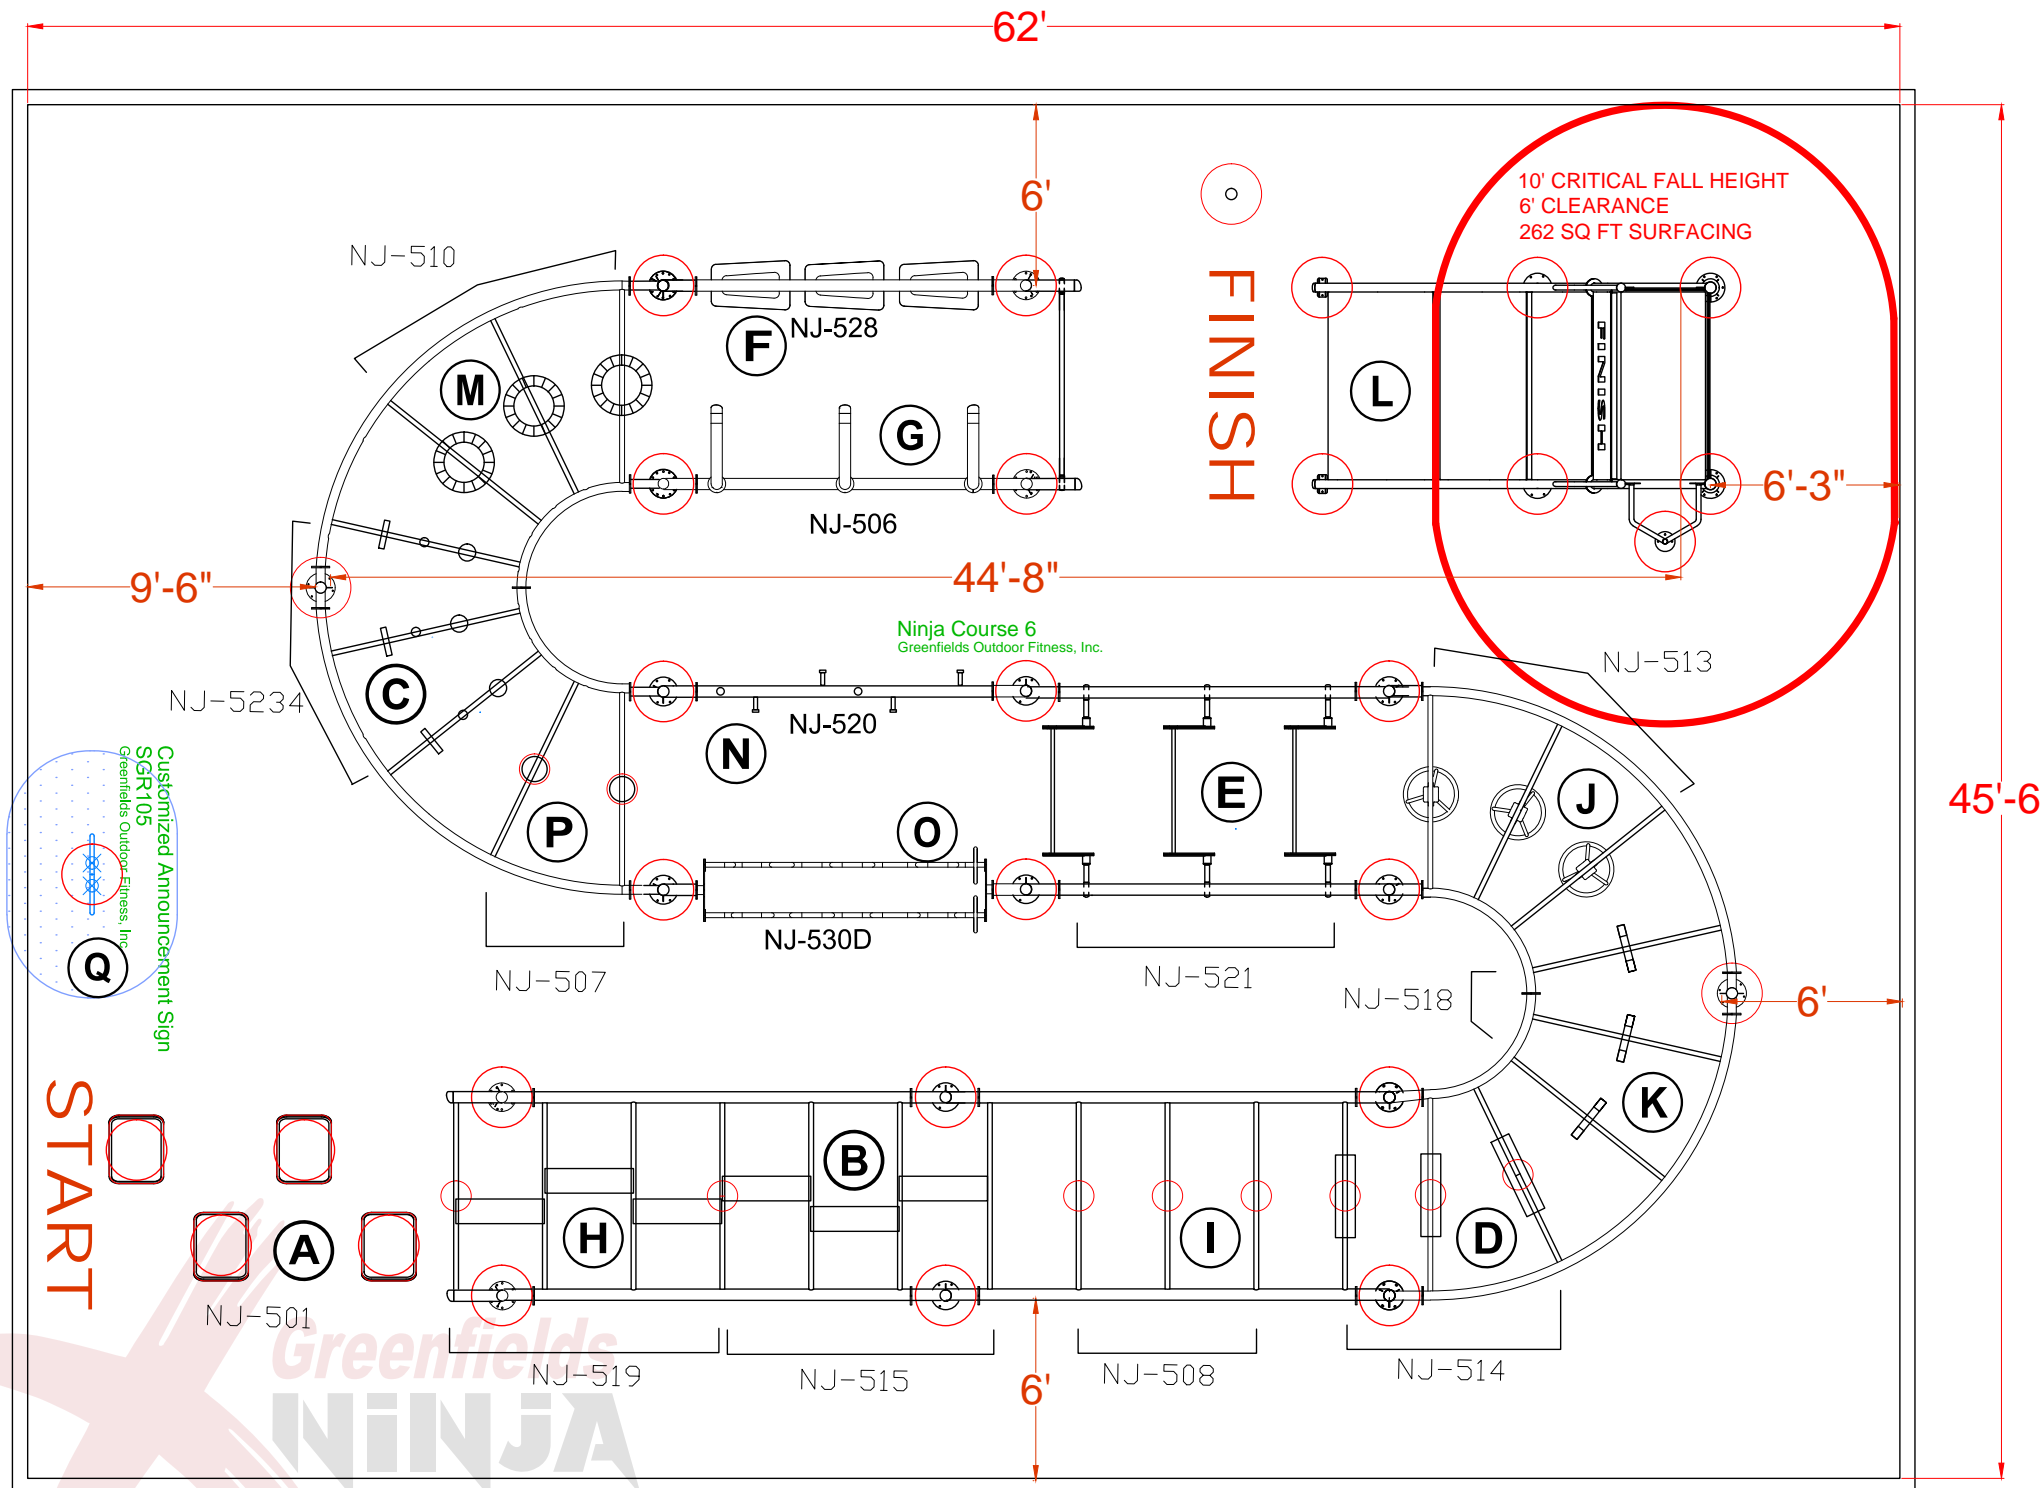 62'
6'
10' CRITICAL FALL HEIGHT
6' CLEARANCE
262 SQ FT SURFACING
NJ-510
F
NJ-528
M
G
NJ-506
FINISH
L
FINISH
6'-3"
9'-6"
44'-8"
Ninja Course 6
Greenfields Outdoor Fitness, Inc.
NJ-513
C
NJ-5234
NJ-520
N
E
J
45'-6
P
O
NJ-530D
NJ-507
NJ-521
NJ-518
6'
Customized Announcement Sign
SGR105
Greenfields Outdoor Fitness, Inc.
Q
START
K
B
H
I
D
A
NJ-501
NJ-519
NJ-515
NJ-508
NJ-514
6'
Greenfields
NiNJA